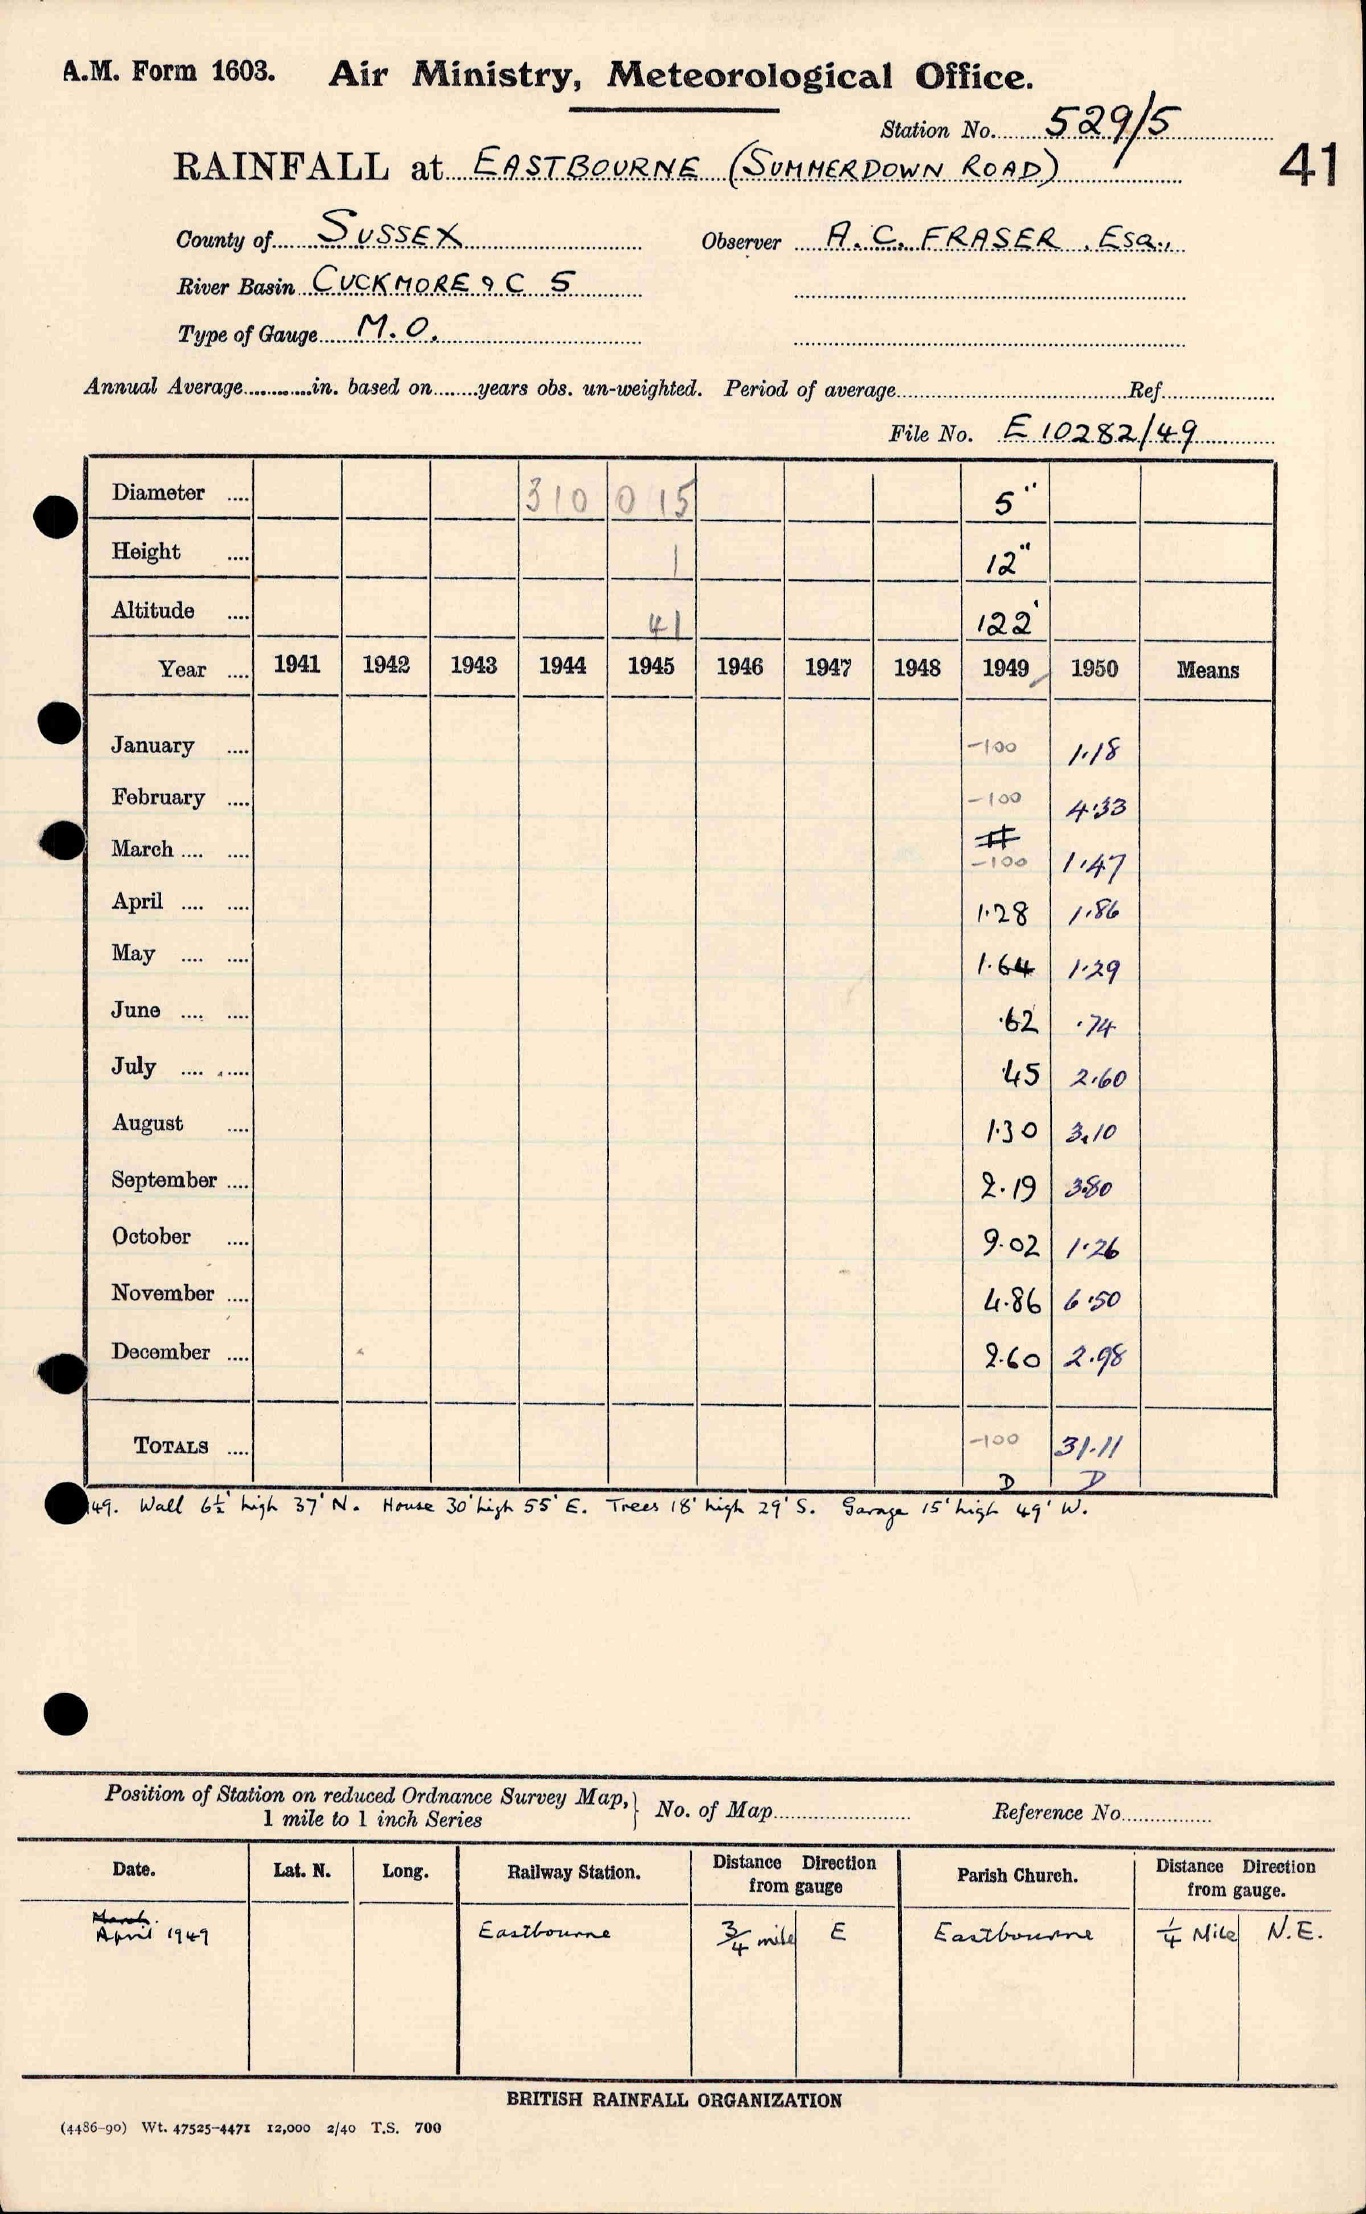 A.M. Form 1603. Air Ministry, Meteorological Office.
Station No. 529/5
41
RAINFALL at EASTBOURNE (SUMMERDOWN ROAD)
County of SUSSEX Observer A. C. FRASER, ESQ.,
River Basin CUCKMORE & C 5
Type of Gauge M.O.
Annual Average in. based on years obs. un-weighted. Period of average Ref
File No. E 10282/49
Diameter 310 015 5"
Height 1 12"
Altitude 41 122'
Year 1941 1942 1943 1944 1945 1946 1947 1948 1949 1950 Means
January -100 1.18
February -100 4.33
March -100 1.47
April 1.28 1.86
May 1.64 1.29
June .62 .74
July .45 2.60
August 1.30 3.10
September 2.19 3.80
October 9.02 1.26
November 4.86 6.50
December 2.60 2.98
TOTALS -100 31.11
D D
49. Wall 6½' high 37' N. House 30' high 55' E. Trees 18' high 29' S. Garage 15' high 49' W.
Position of Station on reduced Ordnance Survey Map, 1 mile to 1 inch Series } No. of Map Reference No.
Date. Lat. N. Long. Railway Station. Distance Direction from gauge Parish Church. Distance Direction from gauge.
March.
April 1949 Eastbourne 3/4 mile E Eastbourne 1/4 Mile N.E.
BRITISH RAINFALL ORGANIZATION
(4486-90) Wt. 47525-4471 12,000 2/40 T.S. 700